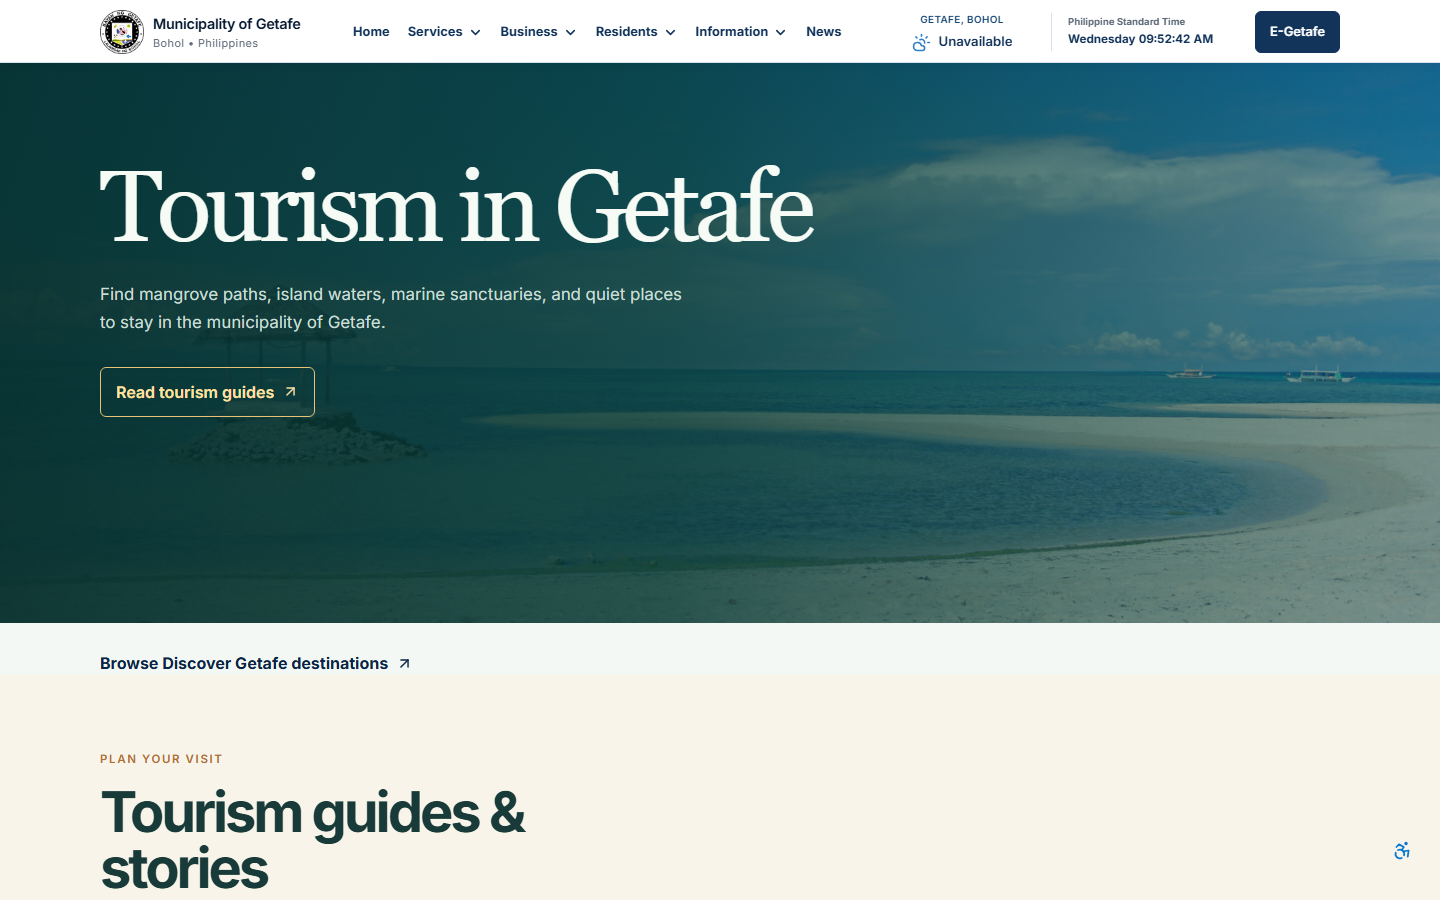 Municipality of Getafe
Bohol • Philippines
Home
Services
Business
Residents
Information
News
GETAFE, BOHOL
Unavailable
Philippine Standard Time
Wednesday 09:52:42 AM
E-Getafe
Tourism in Getafe
Find mangrove paths, island waters, marine sanctuaries, and quiet places
to stay in the municipality of Getafe.
Read tourism guides
Browse Discover Getafe destinations
PLAN YOUR VISIT
Tourism guides &
stories